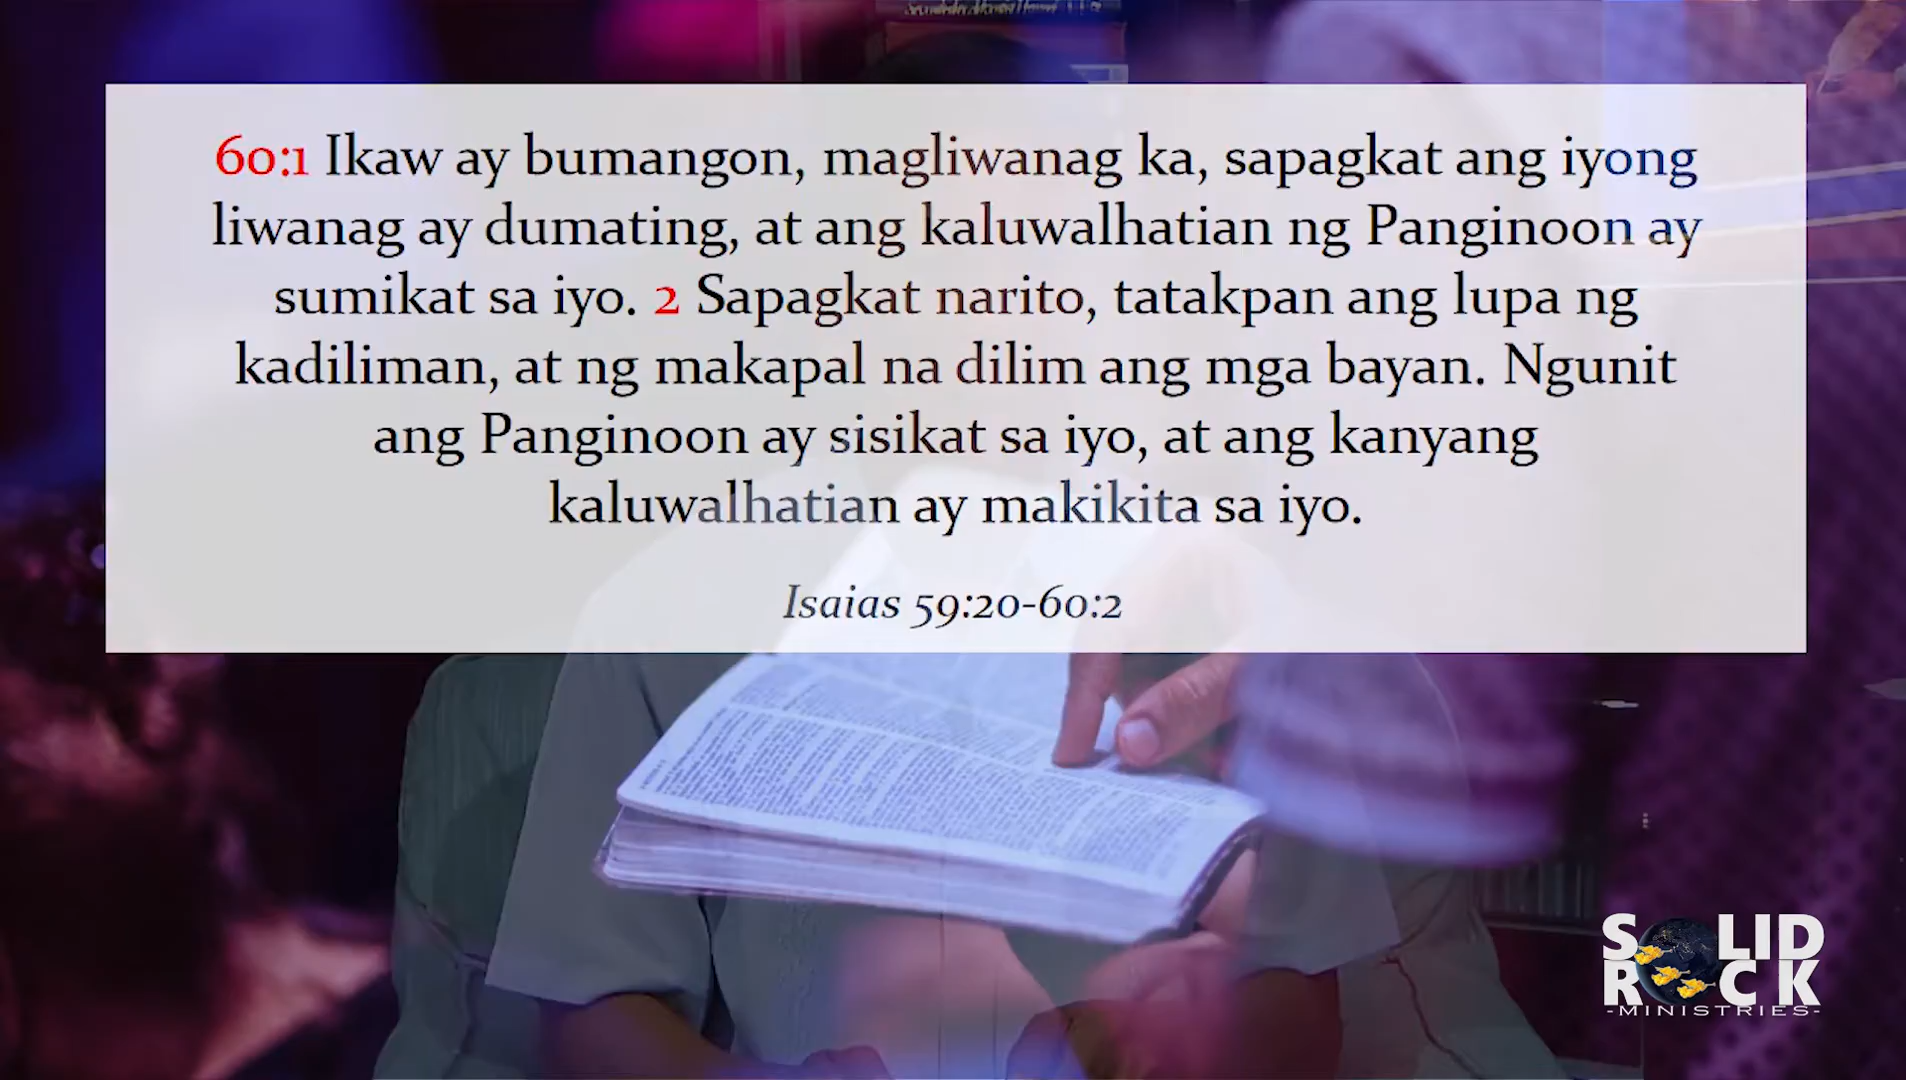 60:1 Ikaw ay bumangon, magliwanag ka, sapagkat ang iyong
liwanag ay dumating, at ang kaluwalhatian ng Panginoon ay
sumikat sa iyo. 2 Sapagkat narito, tatakpan ang lupa ng
kadiliman, at ng makapal na dilim ang mga bayan. Ngunit
ang Panginoon ay sisikat sa iyo, at ang kanyang
kaluwalhatian ay makikita sa iyo.
Isaias 59:20-60:2
SOLID
ROCK
-MINISTRIES-